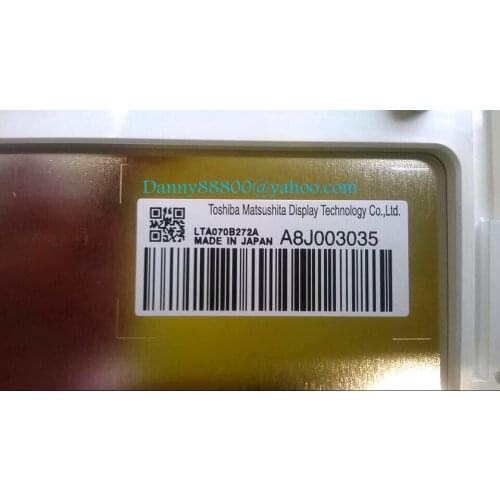 Danny88800@yahoo.com
Toshiba Matsushita Display Technology Co.,Ltd.
LTA070B272A
MADE IN JAPAN A8J003035